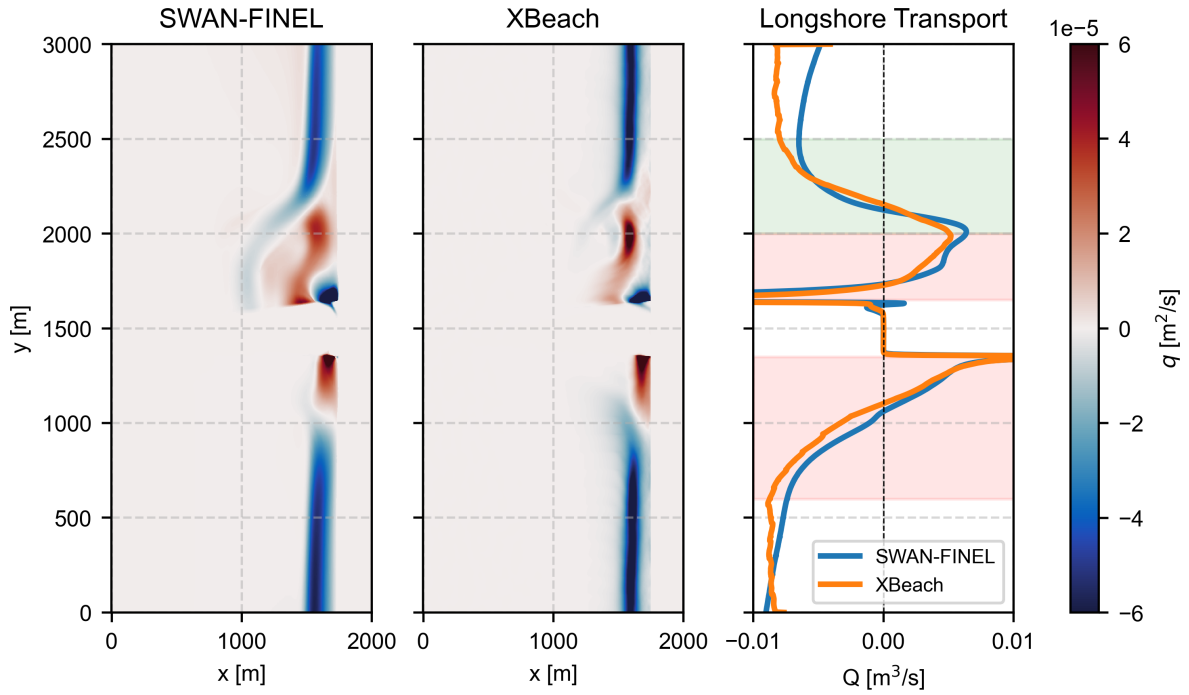 SWAN-FINEL
XBeach
Longshore Transport
1e−5
3000
2500
2000
1500
1000
500
0
y [m]
0
1000
2000
x [m]
0
1000
2000
x [m]
SWAN-FINEL
XBeach
−0.01
0.00
0.01
Q [m³/s]
6
4
2
0
−2
−4
−6
q [m²/s]